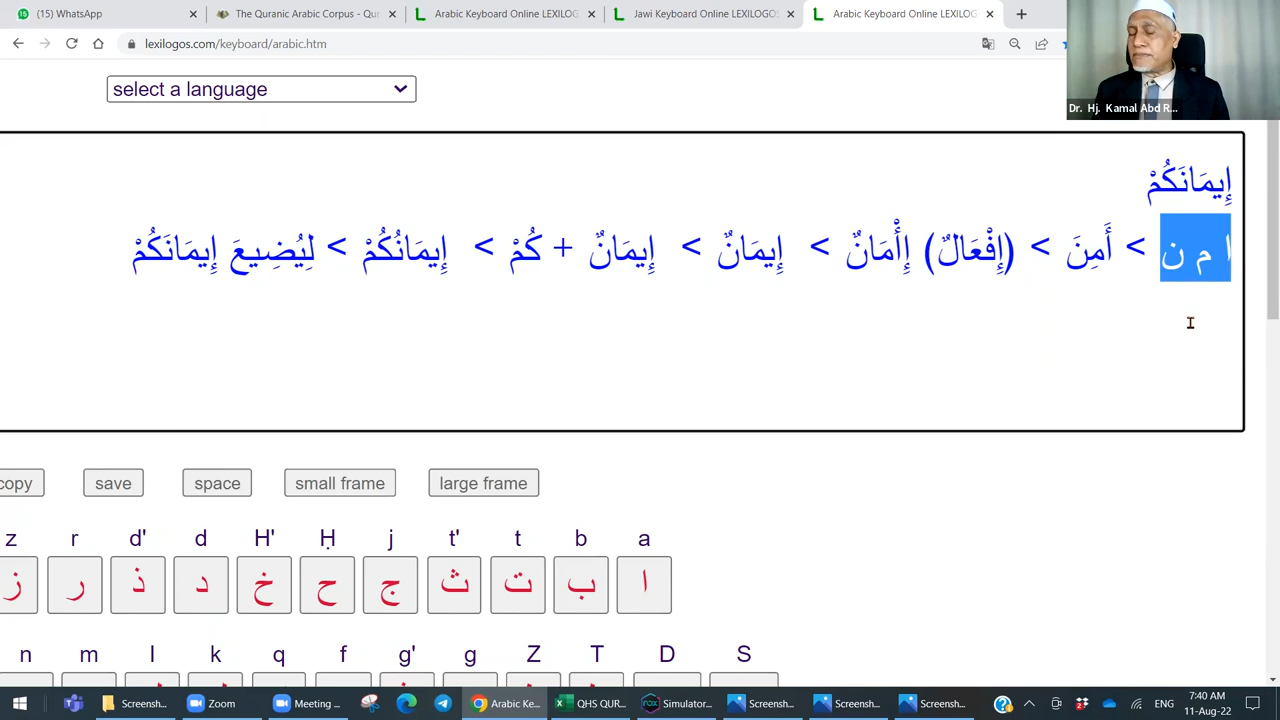 (15) WhatsApp
The Quranic Arabic Corpus - Qur
Arabic Keyboard Online LEXILOG
Jawi Keyboard Online LEXILOGO
Arabic Keyboard Online LEXILOG
lexilogos.com/keyboard/arabic.htm
Dr. Hj. Kamal Abd R...
select a language
إِيمَانَكُمْ
ا م ن > أَمِنَ > (إِفْعَالٌ) إِأْمَانٌ > إِيمَانٌ > إِيمَانٌ + كُمْ > إِيمَانُكُمْ > لِيُضِيعَ إِيمَانَكُمْ
copy save space small frame large frame
z r d' d H' Ḥ j t' t b a
ز ر ذ د خ ح ج ث ت ب ا
n m l k q f g' g Z T D S
Screensh...
Zoom
Meeting ...
Arabic Ke...
QHS QUR...
Simulator...
Screensh...
Screensh...
Screensh...
7:40 AM
11-Aug-22